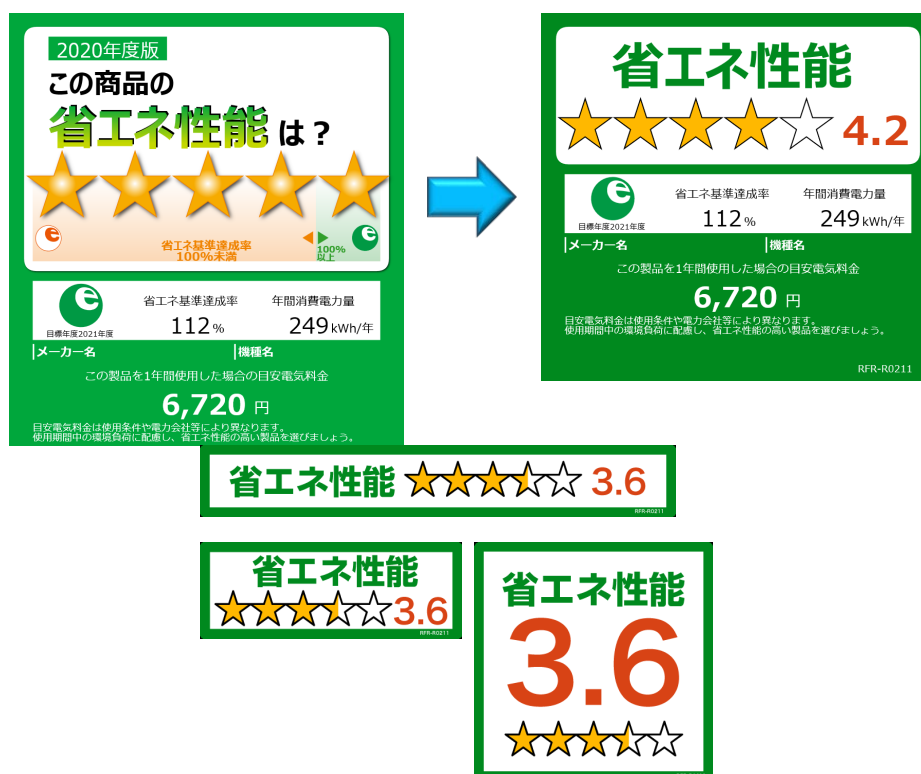 2020年度版
この商品の
省エネ性能は？
省エネ基準達成率
100%未満
100%
以上
e
目標年度2021年度
省エネ基準達成率
112%
年間消費電力量
249kWh/年
メーカー名
機種名
この製品を1年間使用した場合の目安電気料金
6,720 円
目安電気料金は使用条件や電力会社等により異なります。
使用期間中の環境負荷に配慮し、省エネ性能の高い製品を選びましょう。
省エネ性能
4.2
e
目標年度2021年度
省エネ基準達成率
112%
年間消費電力量
249kWh/年
メーカー名
機種名
この製品を1年間使用した場合の目安電気料金
6,720 円
目安電気料金は使用条件や電力会社等により異なります。
使用期間中の環境負荷に配慮し、省エネ性能の高い製品を選びましょう。
RFR-R0211
省エネ性能 3.6
RFR-R0211
省エネ性能
3.6
RFR-R0211
省エネ性能
3.6